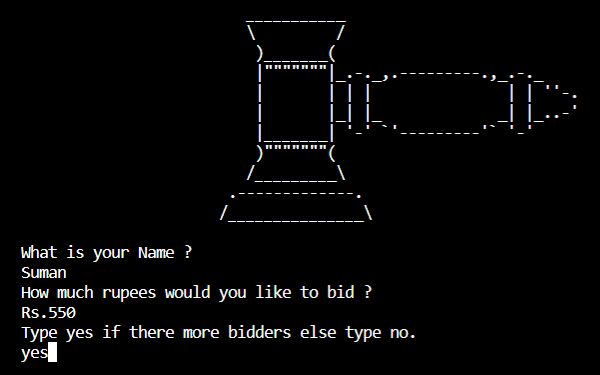 What is your Name ?
Suman
How much rupees would you like to bid ?
Rs.550
Type yes if there more bidders else type no.
yes